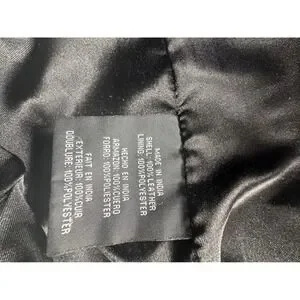 MADE IN INDIA
SHELL: 100% LEATHER
LINING: 100%POLYESTER
HECHO EN INDIA
ARMAZON: 100%CUERO
FORRO: 100%POLIESTER
FAIT EN INDIA
EXTERIEUR: 100%CUIR
DOUBLURE: 100%POLYESTER